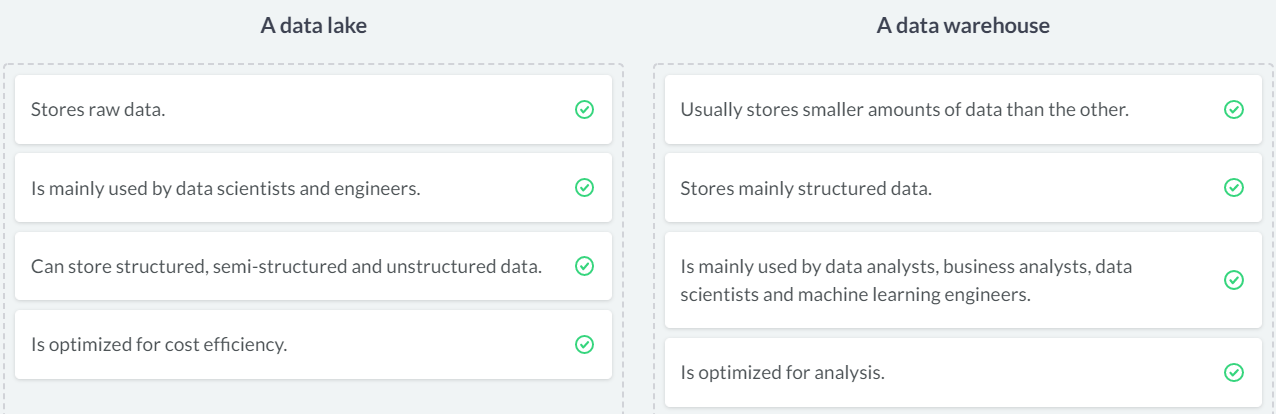 A data lake
Stores raw data.
Is mainly used by data scientists and engineers.
Can store structured, semi-structured and unstructured data.
Is optimized for cost efficiency.
A data warehouse
Usually stores smaller amounts of data than the other.
Stores mainly structured data.
Is mainly used by data analysts, business analysts, data
scientists and machine learning engineers.
Is optimized for analysis.